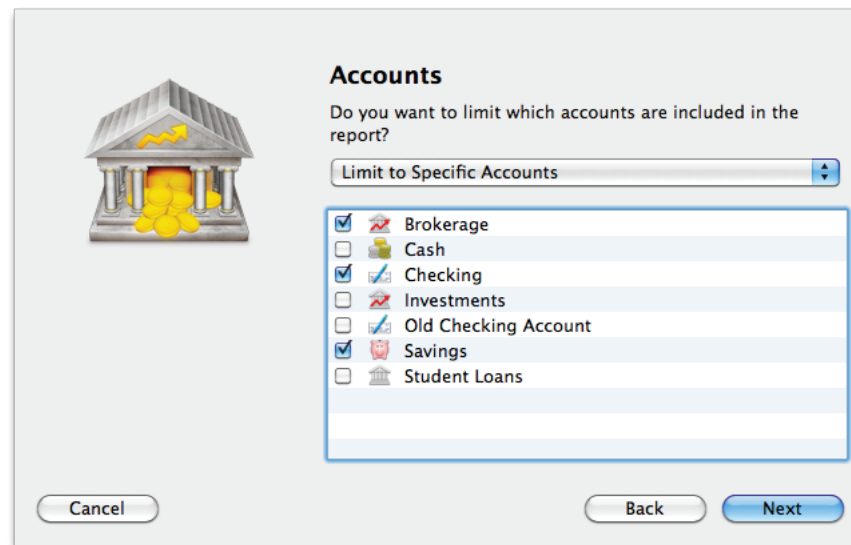 Accounts
Do you want to limit which accounts are included in the
report?
Limit to Specific Accounts
Brokerage
Cash
Checking
Investments
Old Checking Account
Savings
Student Loans
Cancel
Back
Next